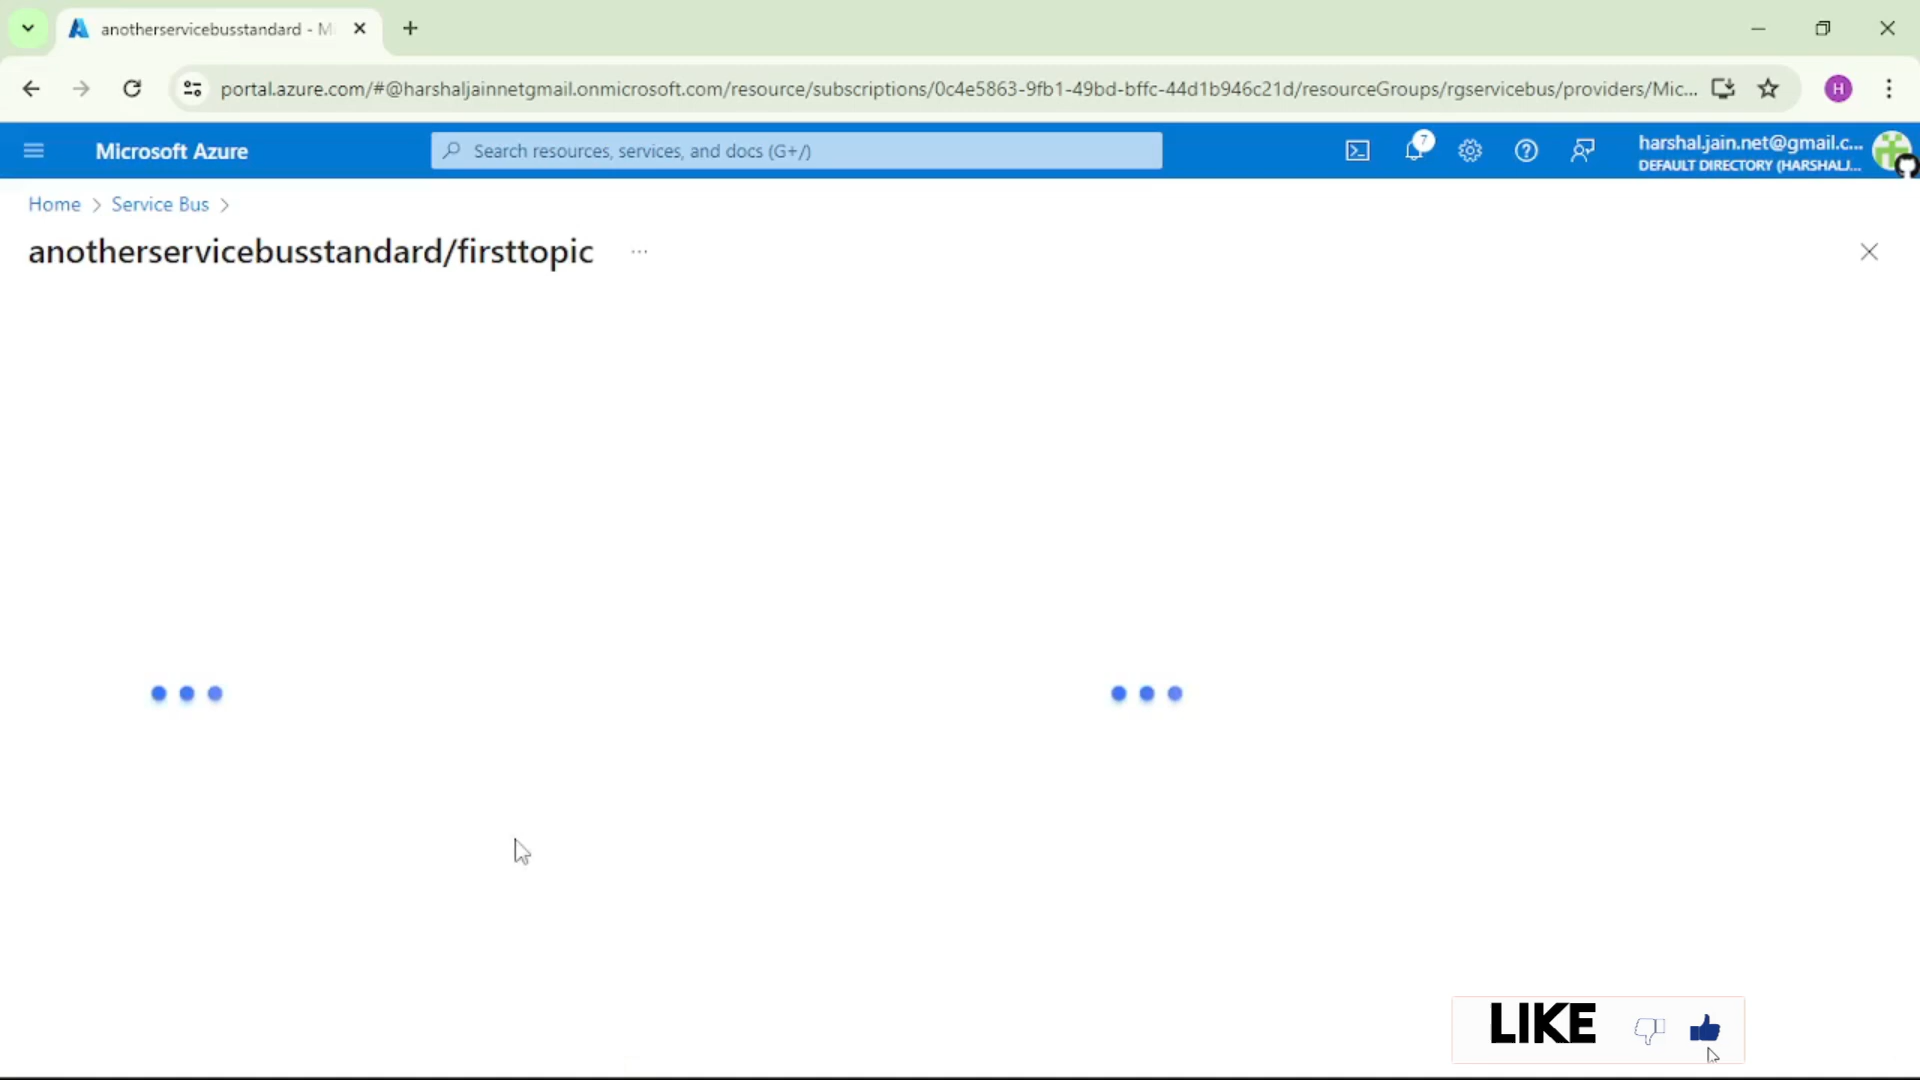 anotherservicebusstandard - M
portal.azure.com/#@harshaljainnetgmail.onmicrosoft.com/resource/subscriptions/0c4e5863-9fb1-49bd-bffc-44d1b946c21d/resourceGroups/rgservicebus/providers/Mic...
H
Microsoft Azure
Search resources, services, and docs (G+/)
7
harshal.jain.net@gmail.c...
DEFAULT DIRECTORY (HARSHALJ...
Home > Service Bus >
anotherservicebusstandard/firsttopic ...
LIKE